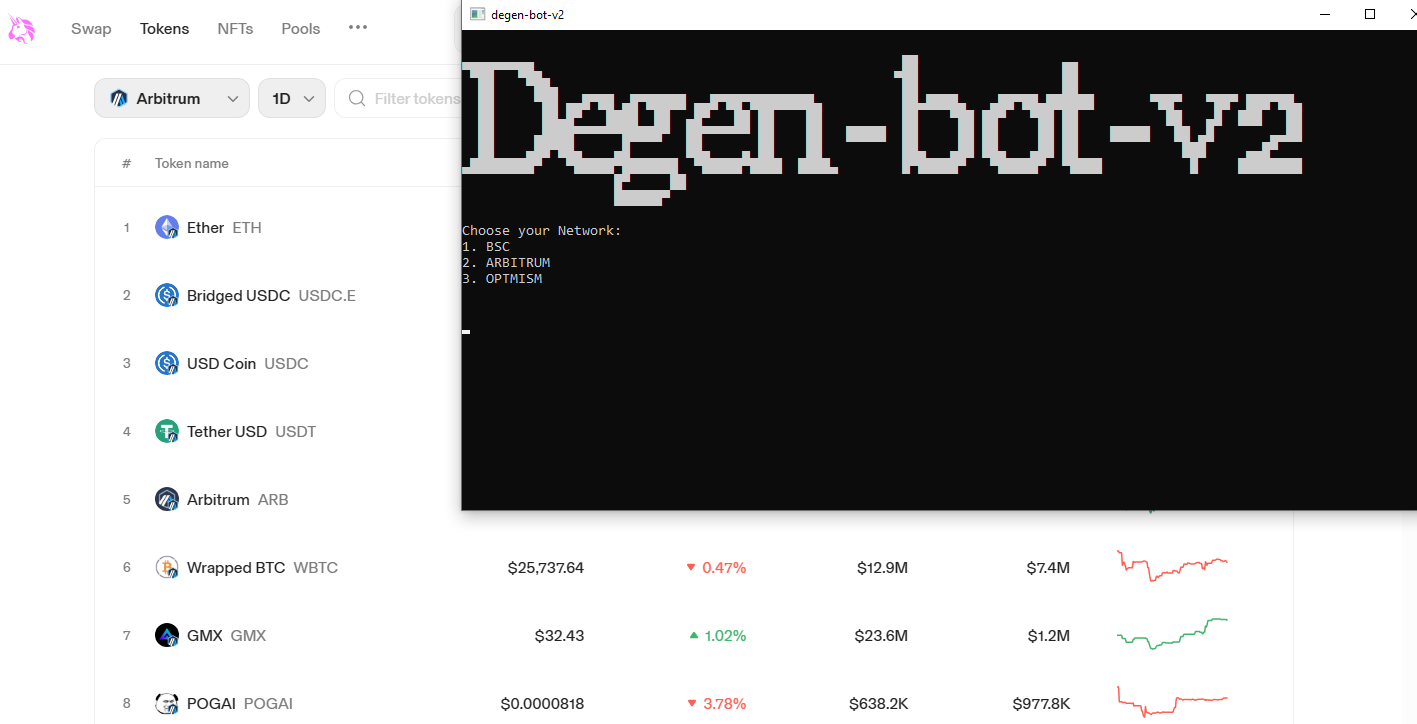 Swap Tokens NFTs Pools
Arbitrum 1D Filter tokens
# Token name
1 Ether ETH
2 Bridged USDC USDC.E
3 USD Coin USDC
4 Tether USD USDT
5 Arbitrum ARB
6 Wrapped BTC WBTC $25,737.64 0.47% $12.9M $7.4M
7 GMX GMX $32.43 1.02% $23.6M $1.2M
8 POGAI POGAI $0.0000818 3.78% $638.2K $977.8K
degen-bot-v2
Degen-bot-v2
Choose your Network:
1. BSC
2. ARBITRUM
3. OPTMISM